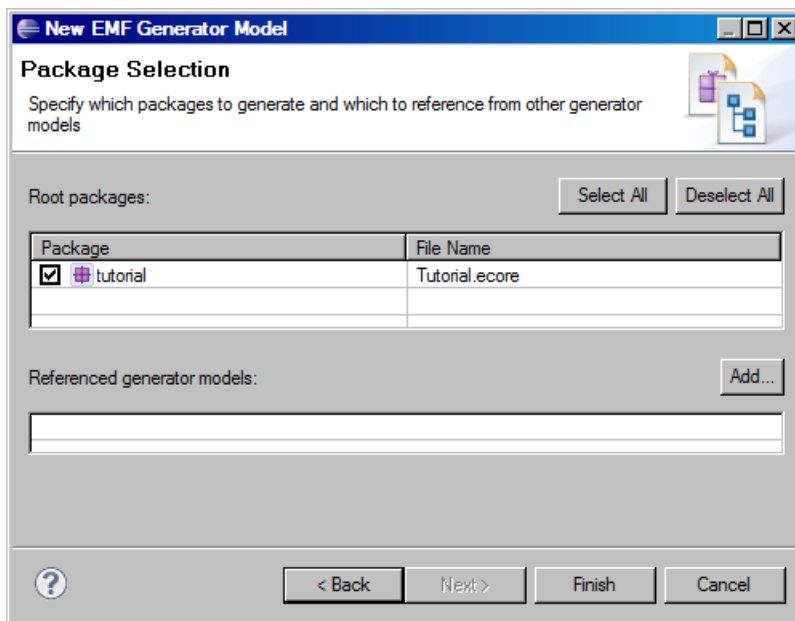 New EMF Generator Model
Package Selection
Specify which packages to generate and which to reference from other generator
models
Root packages:
Select All
Deselect All
Package
File Name
tutorial
Tutorial.ecore
Referenced generator models:
Add...
?
< Back
Next >
Finish
Cancel